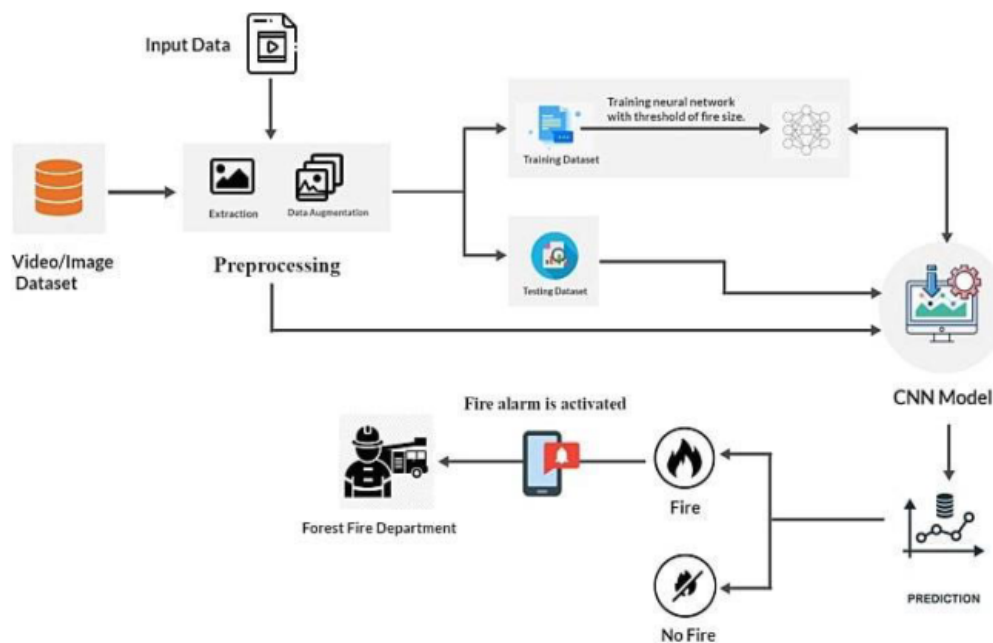 Input Data
Training neural network
with threshold of fire size.
Training Dataset
Extraction
Data Augmentation
Video/Image
Dataset
Preprocessing
Testing Dataset
CNN Model
Fire alarm is activated
Fire
Forest Fire Department
PREDICTION
No Fire